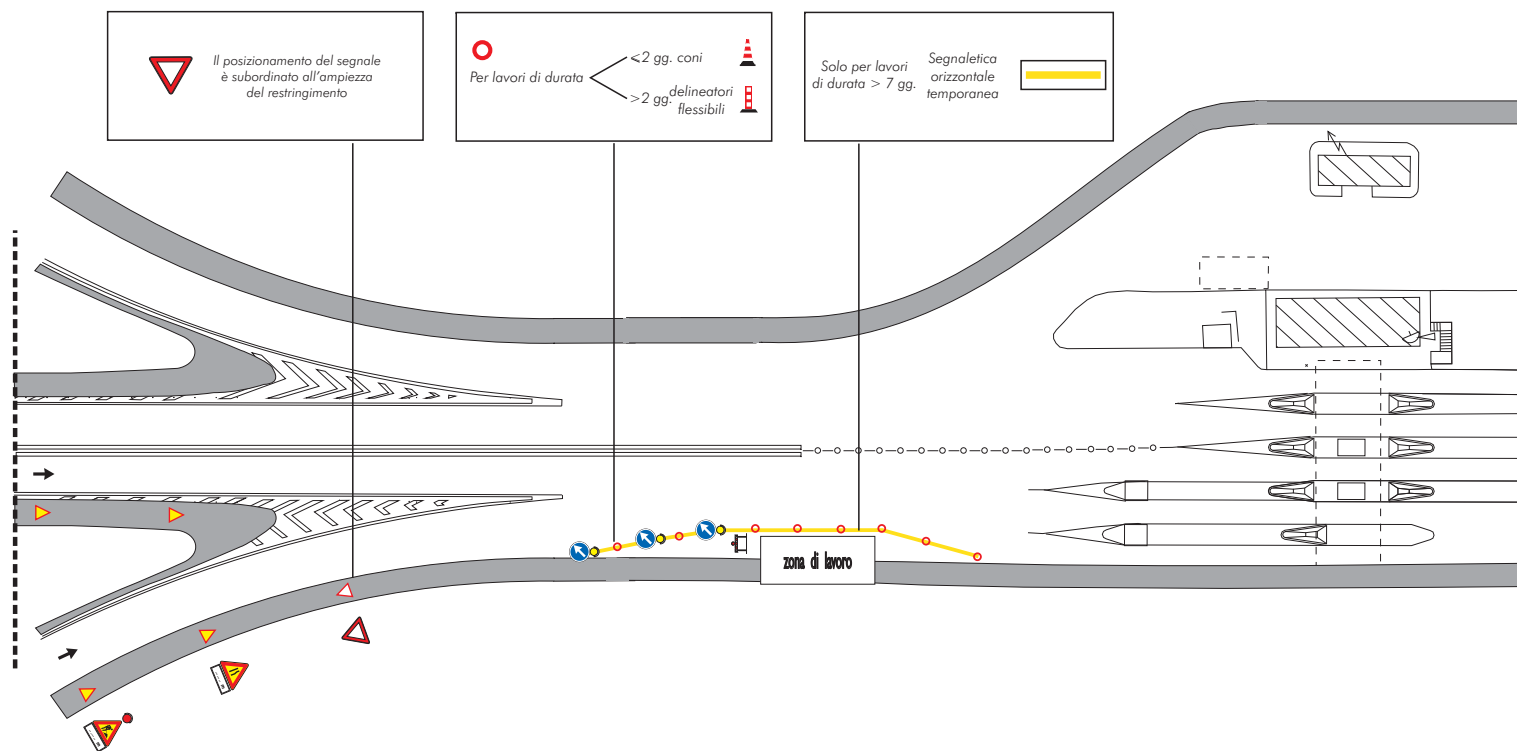 Il posizionamento del segnale
è subordinato all'ampiezza
del restringimento
Per lavori di durata
⩽2 gg. coni
>2 gg. delineatori
flessibili
Solo per lavori
di durata > 7 gg.
Segnaletica
orizzontale
temporanea
zona di lavoro